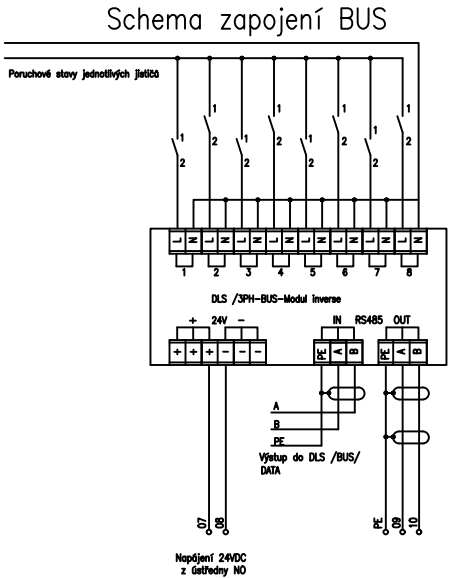 Schema zapojení BUS
Poruchové stavy jednotlivých jističů
1 1 1 1 1 1 1 1
2 2 2 2 2 2 2 2
L N L N L N L N L N L N L N L N
1 2 3 4 5 6 7 8
DLS /3PH-BUS-Modul inverse
+ 24V - IN RS485 OUT
+ + + - - - PE A B PE A B
A
B
PE
Výstup do DLS /BUS/
DATA
07 08 PE 09 10
Napájení 24VDC
z ústředny NO